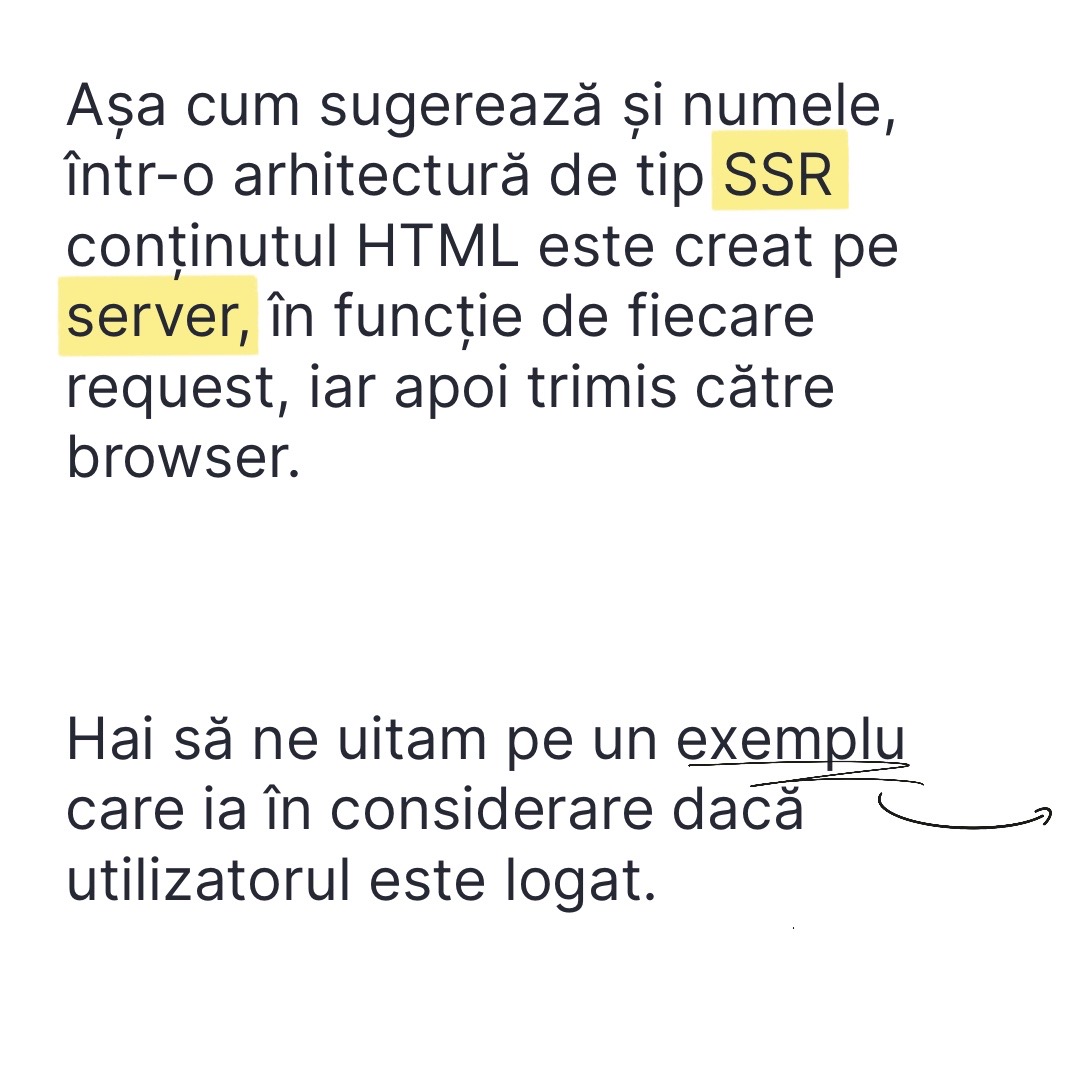 Așa cum sugerează și numele,
într-o arhitectură de tip SSR
conținutul HTML este creat pe
server, în funcție de fiecare
request, iar apoi trimis către
browser.
Hai să ne uitam pe un exemplu
care ia în considerare dacă
utilizatorul este logat.